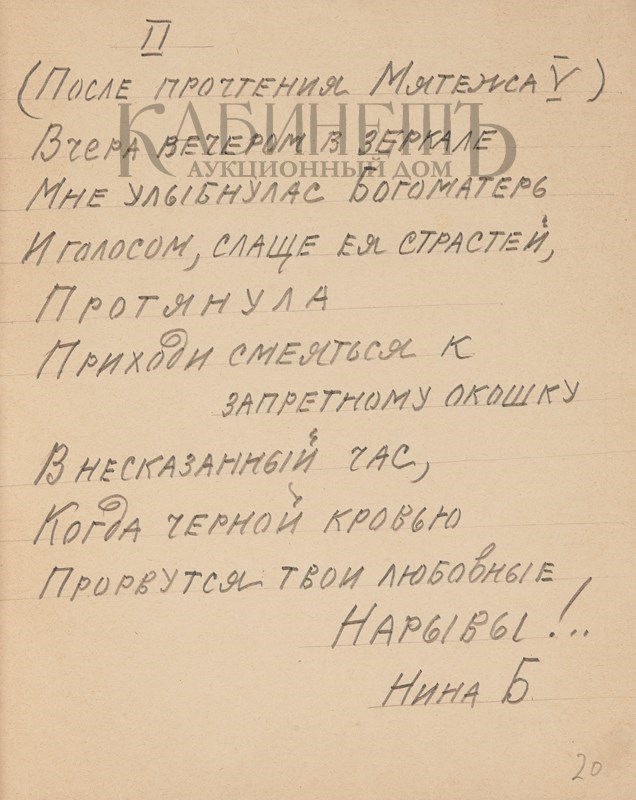 II
(После прочтения Мятежа V)
КАБИНЕТЪ
АУКЦИОННЫЙ ДОМ
Вчера вечером в зеркале
Мне улыбнулас Богоматерь
И голосом, слаще ея страстей,
Протянула
Приходи смеяться к
запретному окошку
В несказанный час,
Когда черной кровью
Прорвутся твои любовные
Нарывы!..
Нина Б
20